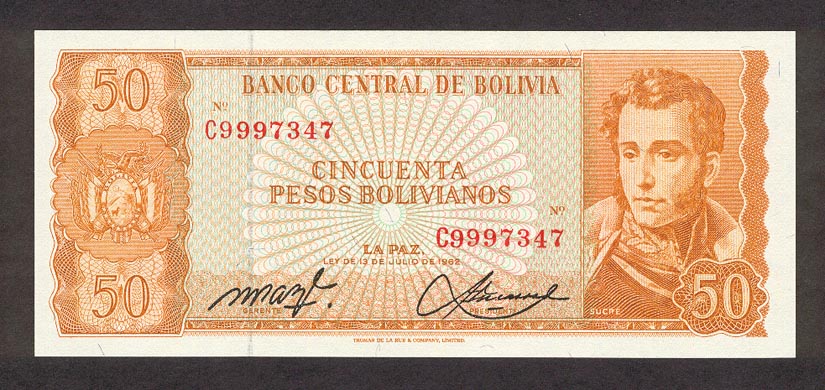 50
BANCO CENTRAL DE BOLIVIA
Nº
C9997347
CINCUENTA
PESOS BOLIVIANOS
Nº
C9997347
LA PAZ,
LEY DE 13 DE JULIO DE 1962
50
GERENTE
PRESIDENTE
SUCRE
50
THOMAS DE LA RUE & COMPANY, LIMITED.